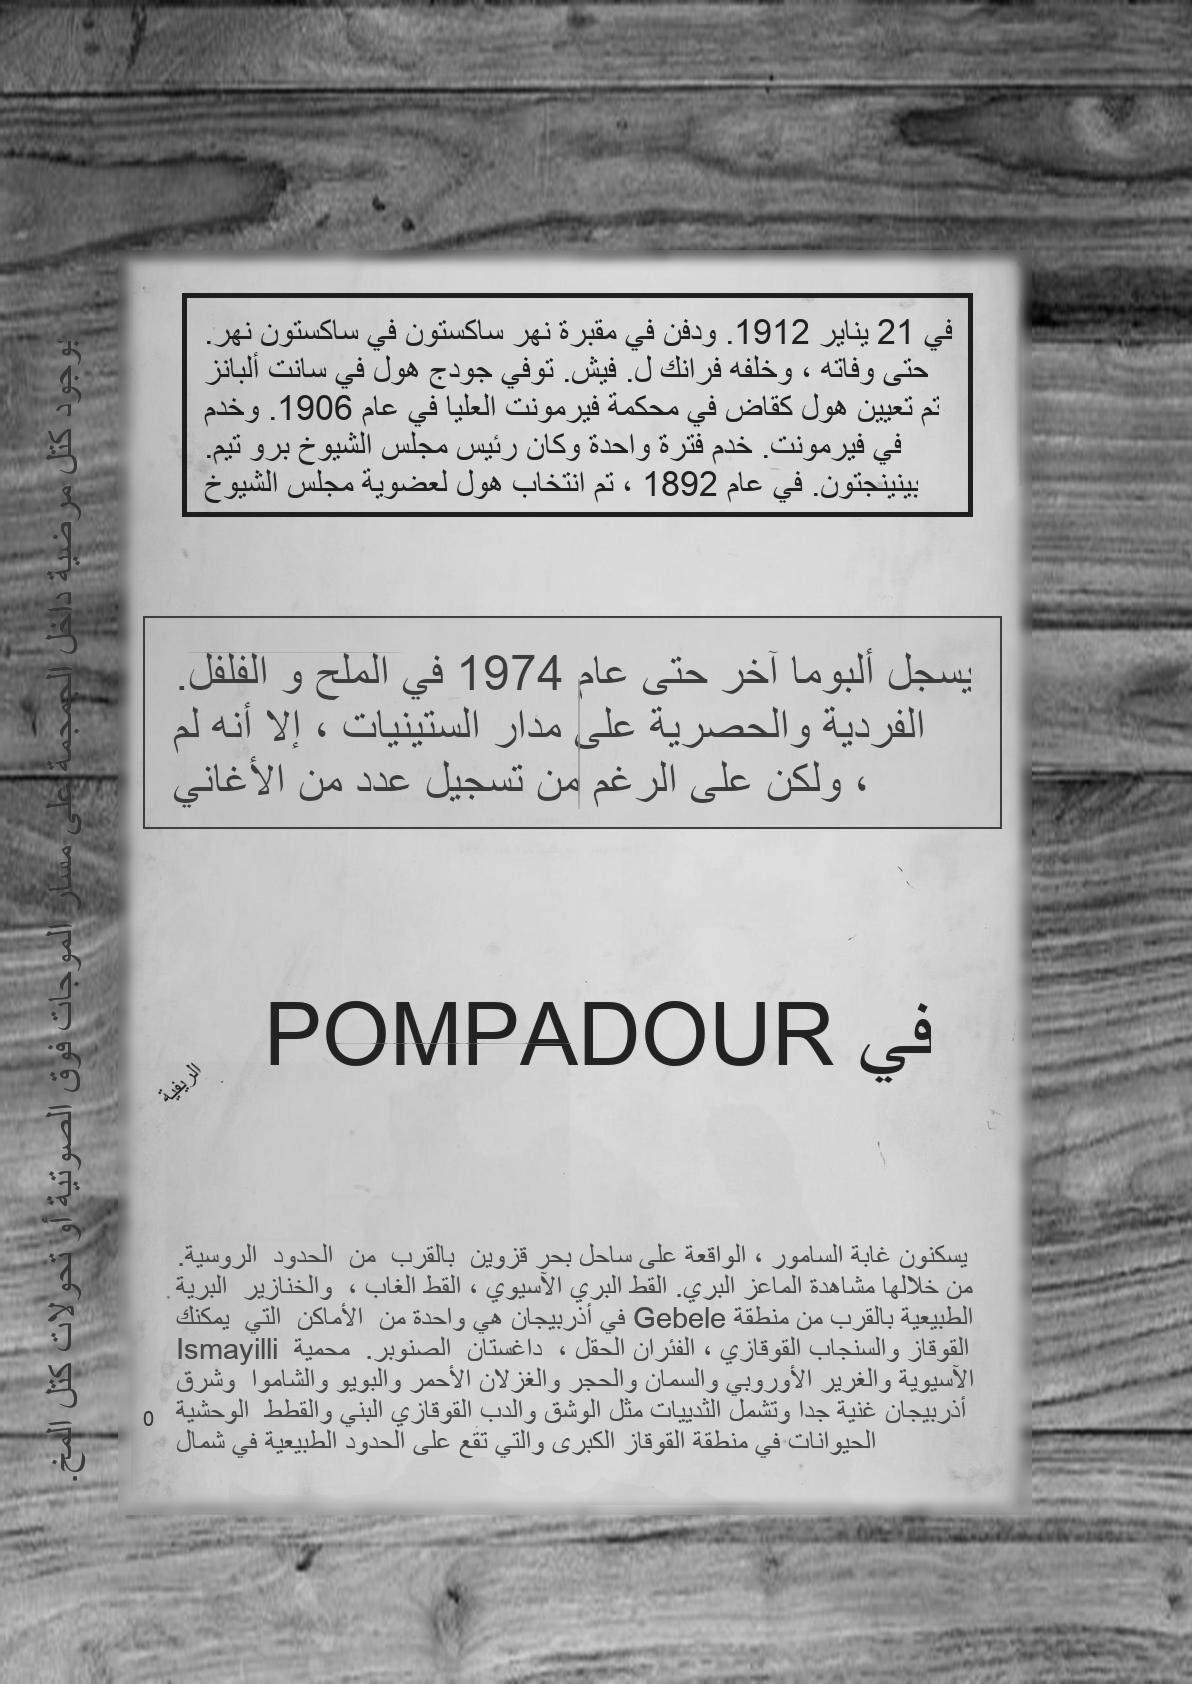 في 21 يناير 1912. ودفن في مقبرة نهر ساكستون في ساكستون نهر.
حتى وفاته ، وخلفه فرانك ل. فيش. توفي جودج هول في سانت ألبانز
تم تعيين هول كقاض في محكمة فيرمونت العليا في عام 1906. وخدم
في فيرمونت. خدم فترة واحدة وكان رئيس مجلس الشيوخ برو تيم.
بينينجتون. في عام 1892 ، تم انتخاب هول لعضوية مجلس الشيوخ
يسجل ألبوما آخر حتى عام 1974 في الملح و الفلفل.
الفردية والحصرية على مدار الستينيات ، إلا أنه لم
، ولكن على الرغم من تسجيل عدد من الأغاني
في POMPADOUR
الريفية
يسكنون غابة السامور ، الواقعة على ساحل بحر قزوين بالقرب من الحدود الروسية.
من خلالها مشاهدة الماعز البري. القط البري الآسيوي ، القط الغاب ، والخنازير البرية
الطبيعية بالقرب من منطقة Gebele في أذربيجان هي واحدة من الأماكن التي يمكنك
القوقاز والسنجاب القوقازي ، الفئران الحقل ، داغستان الصنوبر. محمية Ismayilli
الآسيوية والغرير الأوروبي والسمان والحجر والغزلان الأحمر والبويو والشاموا وشرق
أذربيجان غنية جدا وتشمل الثدييات مثل الوشق والدب القوقازي البني والقطط الوحشية
الحيوانات في منطقة القوقاز الكبرى والتي تقع على الحدود الطبيعية في شمال
0
بوجود كتل مرضية داخل الجمجمة على مسار الموجات فوق الصوتية أو تحولات كتل المخ.